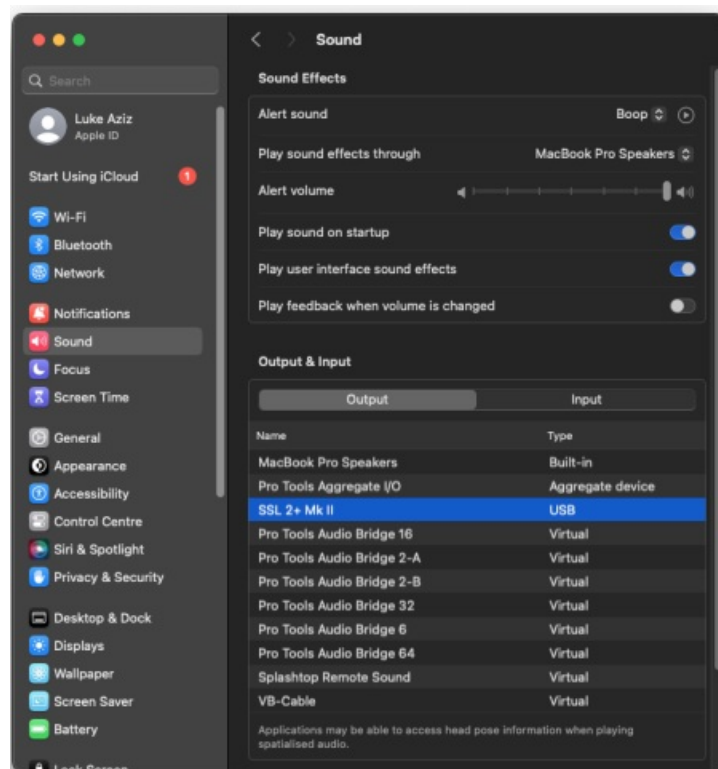 Sound
Search
Luke Aziz
Apple ID
Start Using iCloud 1
Wi-Fi
Bluetooth
Network
Notifications
Sound
Focus
Screen Time
General
Appearance
Accessibility
Control Centre
Siri & Spotlight
Privacy & Security
Desktop & Dock
Displays
Wallpaper
Screen Saver
Battery
Lock Screen
Sound Effects
Alert sound Boop
Play sound effects through MacBook Pro Speakers
Alert volume
Play sound on startup
Play user interface sound effects
Play feedback when volume is changed
Output & Input
Output Input
Name Type
MacBook Pro Speakers Built-in
Pro Tools Aggregate I/O Aggregate device
SSL 2+ Mk II USB
Pro Tools Audio Bridge 16 Virtual
Pro Tools Audio Bridge 2-A Virtual
Pro Tools Audio Bridge 2-B Virtual
Pro Tools Audio Bridge 32 Virtual
Pro Tools Audio Bridge 6 Virtual
Pro Tools Audio Bridge 64 Virtual
Splashtop Remote Sound Virtual
VB-Cable Virtual
Applications may be able to access head pose information when playing
spatialised audio.